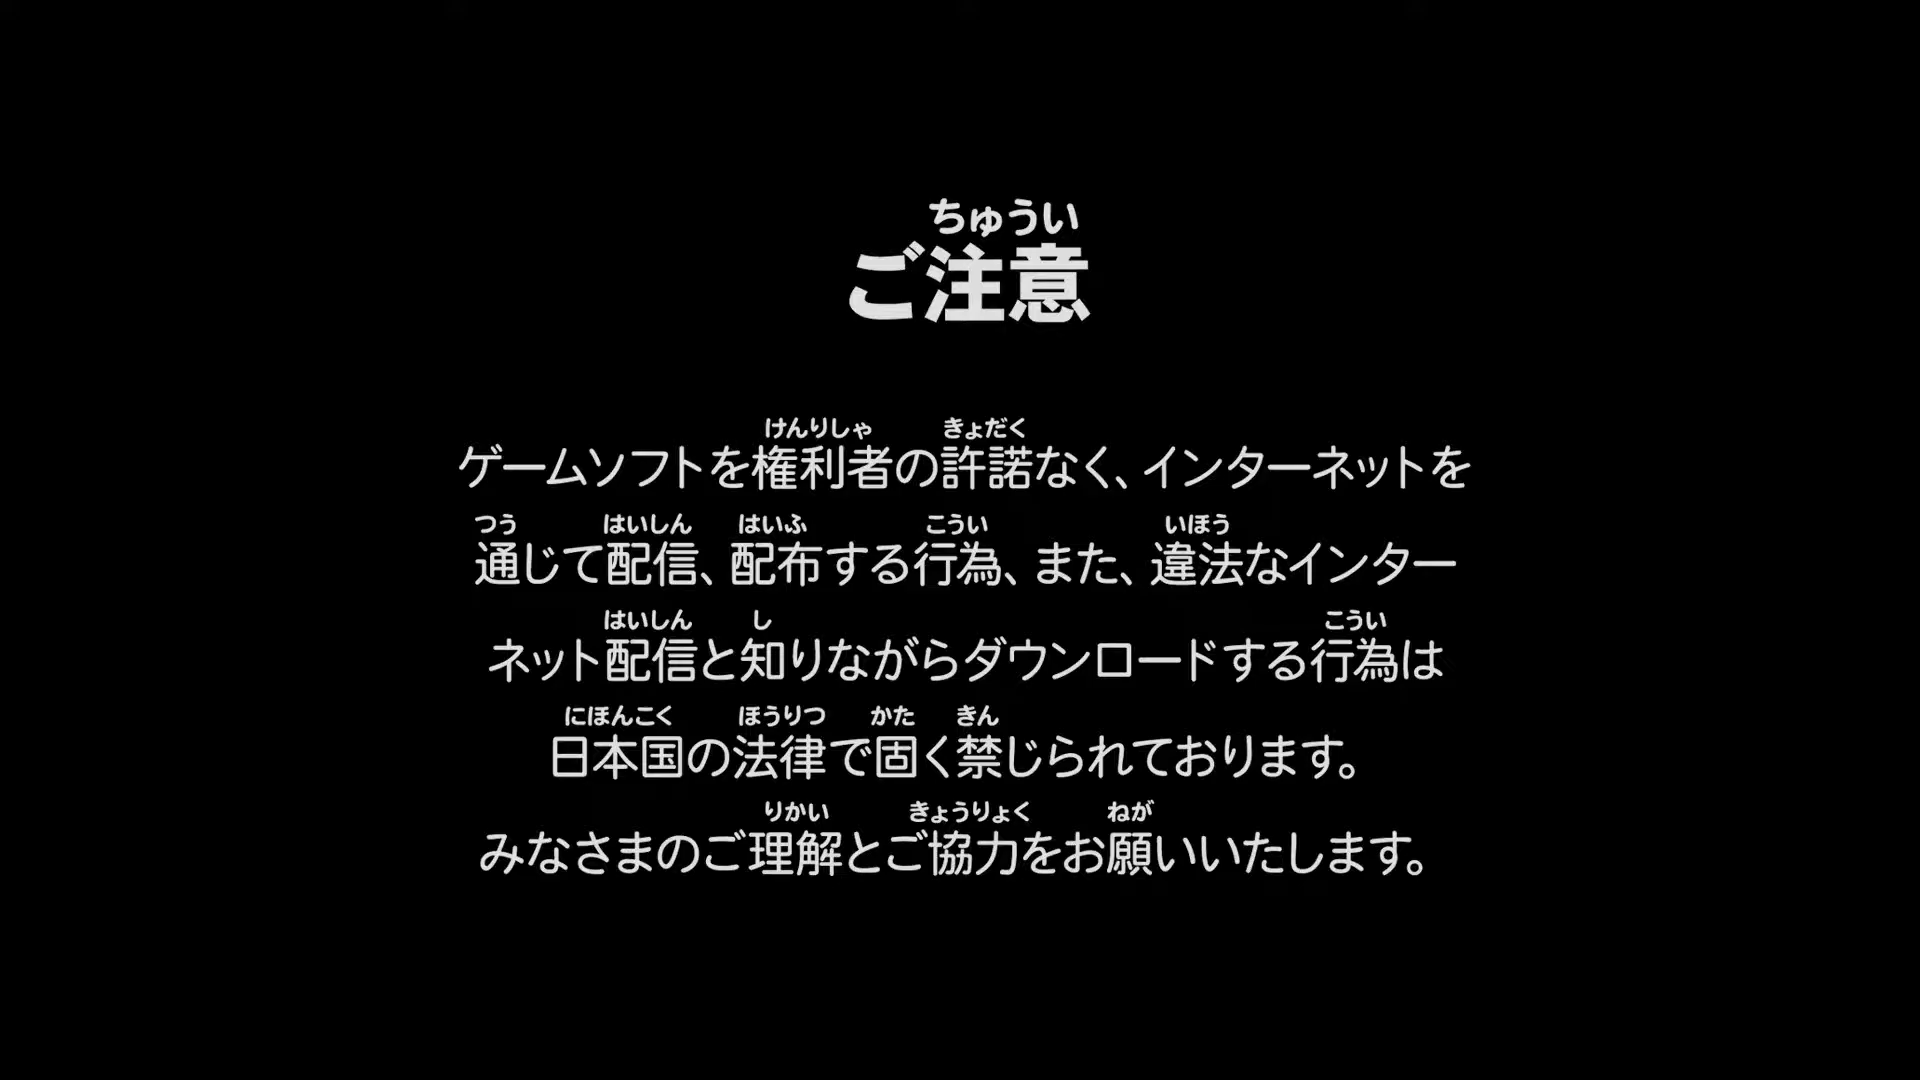 ちゅうい
ご注意
けんりしゃ きょだく
ゲームソフトを権利者の許諾なく、インターネットを
つう はいしん はいふ こうい いほう
通じて配信、配布する行為、また、違法なインター
はいしん し こうい
ネット配信と知りながらダウンロードする行為は
にほんこく ほうりつ かた きん
日本国の法律で固く禁じられております。
りかい きょうりょく ねが
みなさまのご理解とご協力をお願いいたします。